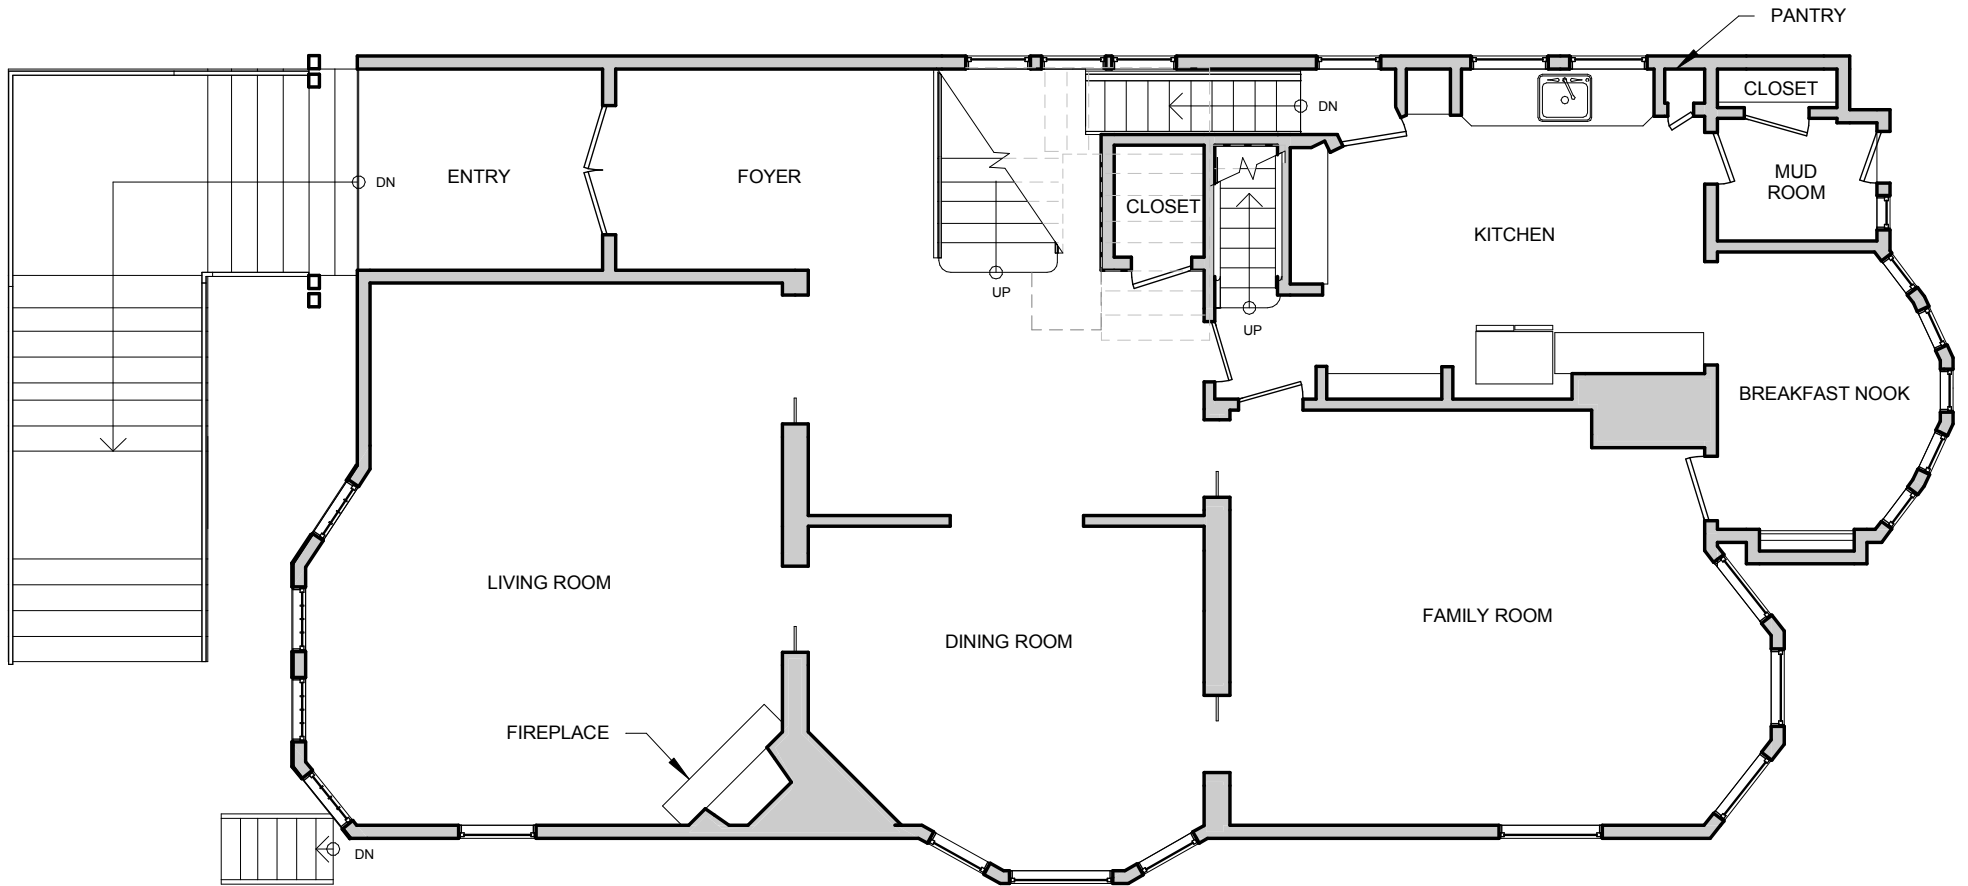 PANTRY
CLOSET
DN
ENTRY
FOYER
DN
MUD
ROOM
CLOSET
KITCHEN
UP
UP
BREAKFAST NOOK
LIVING ROOM
FAMILY ROOM
DINING ROOM
FIREPLACE
DN